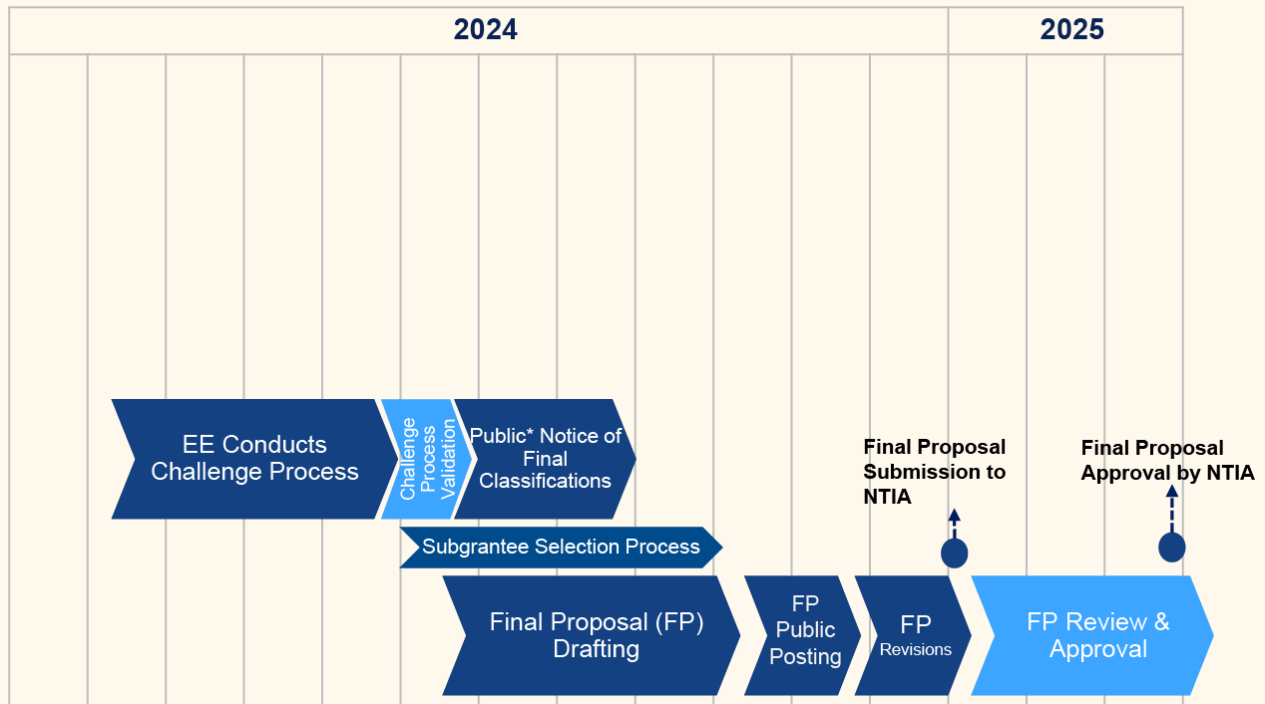 2024
2025
EE Conducts
Challenge Process
Challenge
Process
Validation
Public* Notice of
Final
Classifications
Final Proposal
Submission to
NTIA
Final Proposal
Approval by NTIA
Subgrantee Selection Process
Final Proposal (FP)
Drafting
FP
Public
Posting
FP
Revisions
FP Review &
Approval